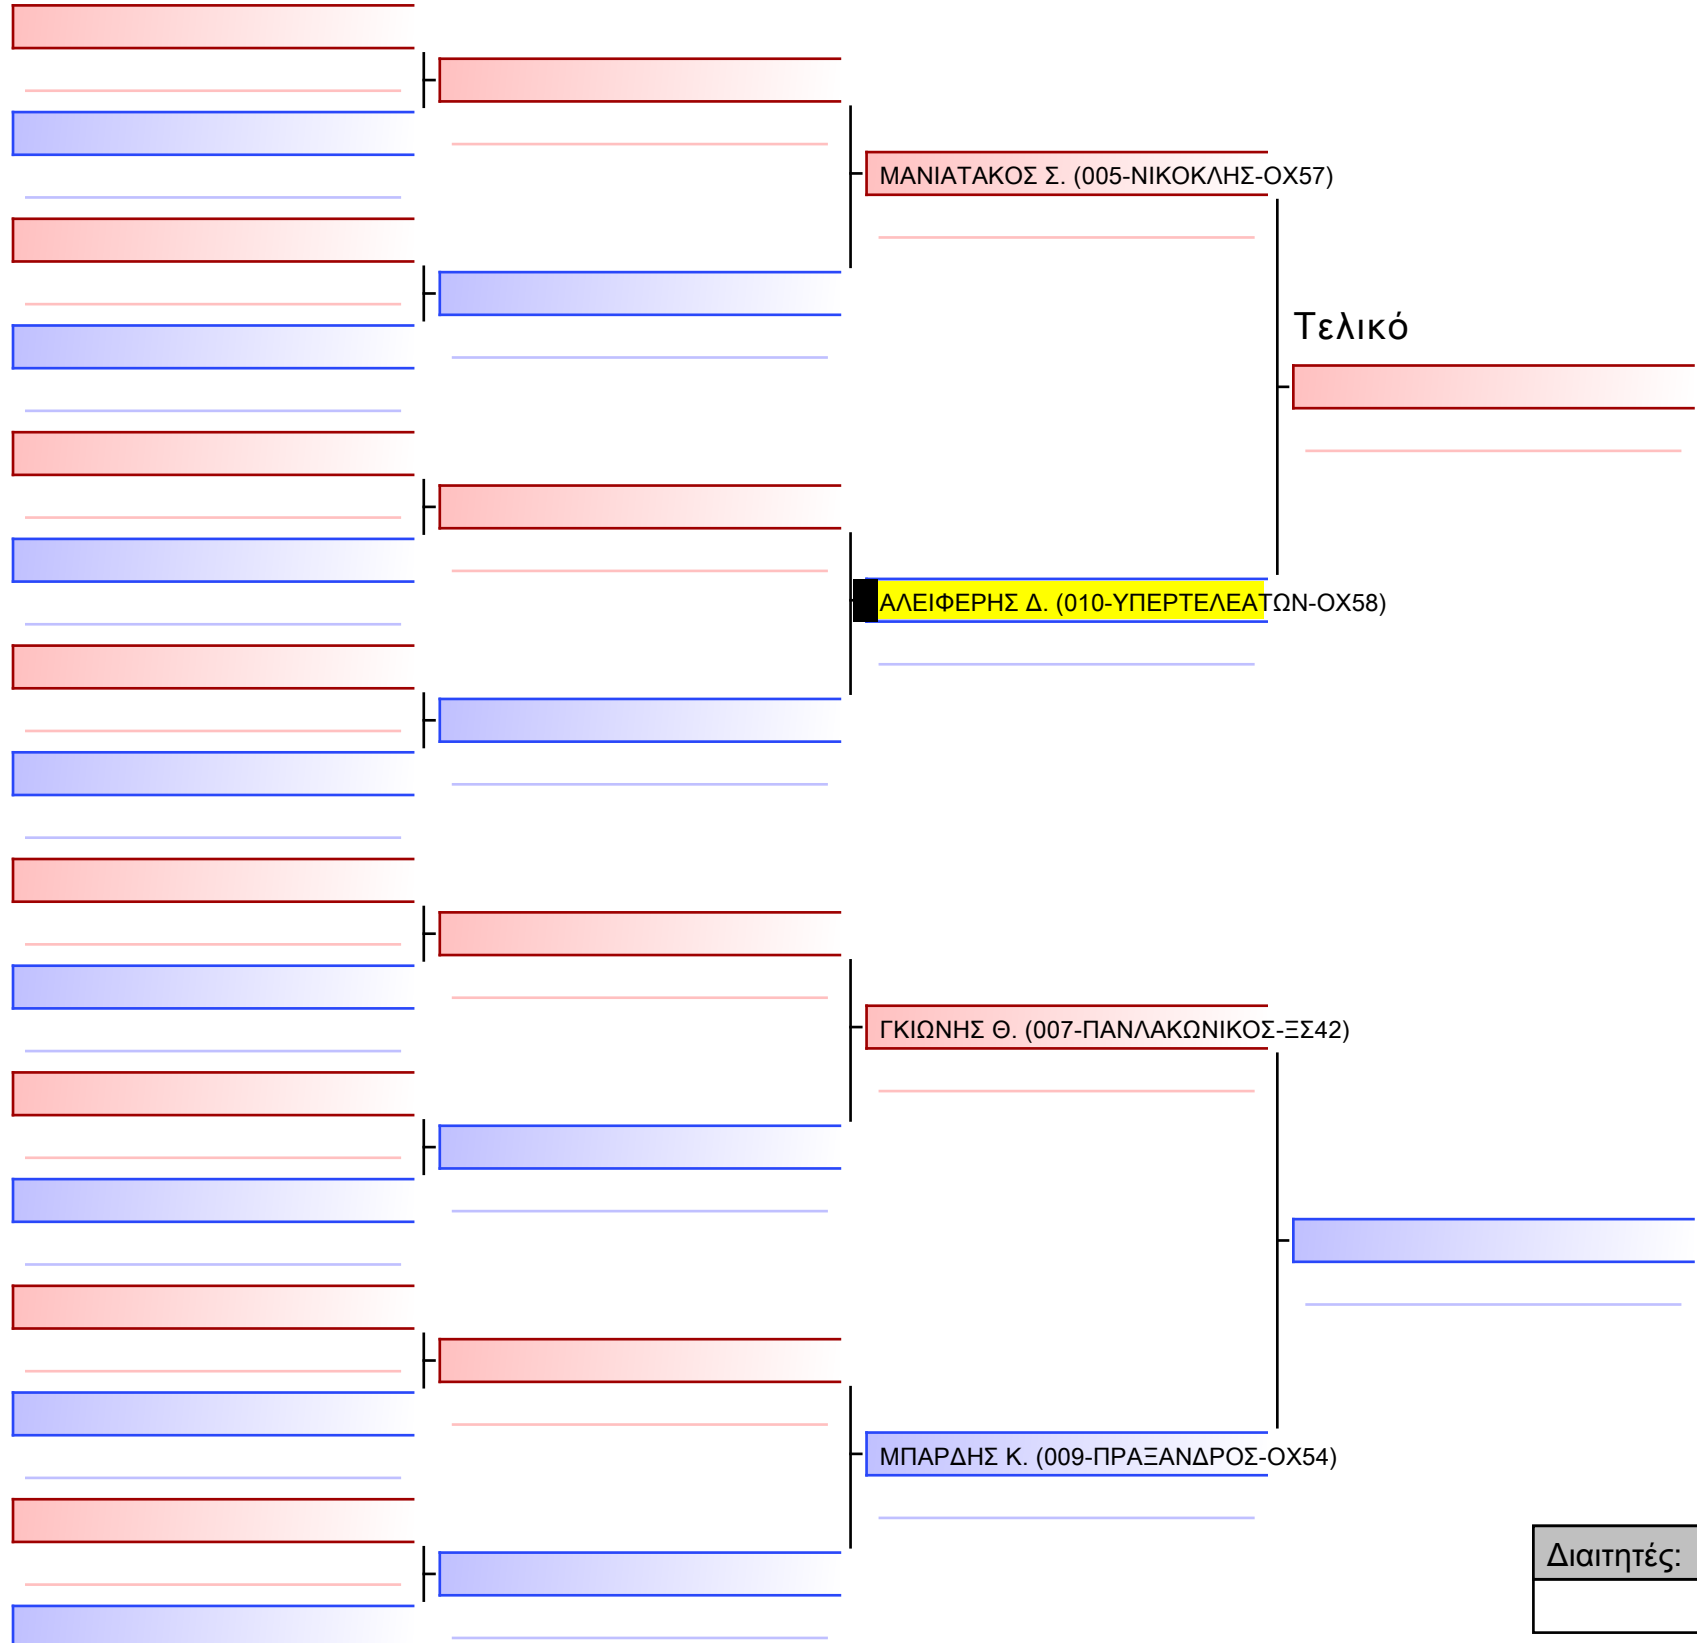 ΜΑΝΙΑΤΑΚΟΣ Σ. (005-ΝΙΚΟΚΛΗΣ-ΟΧ57)
Τελικό
ΑΛΕΙΦΕΡΗΣ Δ. (010-ΥΠΕΡΤΕΛΕΑΤΩΝ-ΟΧ58)
ΓΚΙΩΝΗΣ Θ. (007-ΠΑΝΛΑΚΩΝΙΚΟΣ-ΞΣ42)
ΜΠΑΡΔΗΣ Κ. (009-ΠΡΑΞΑΝΔΡΟΣ-ΟΧ54)
Διαιτητές: